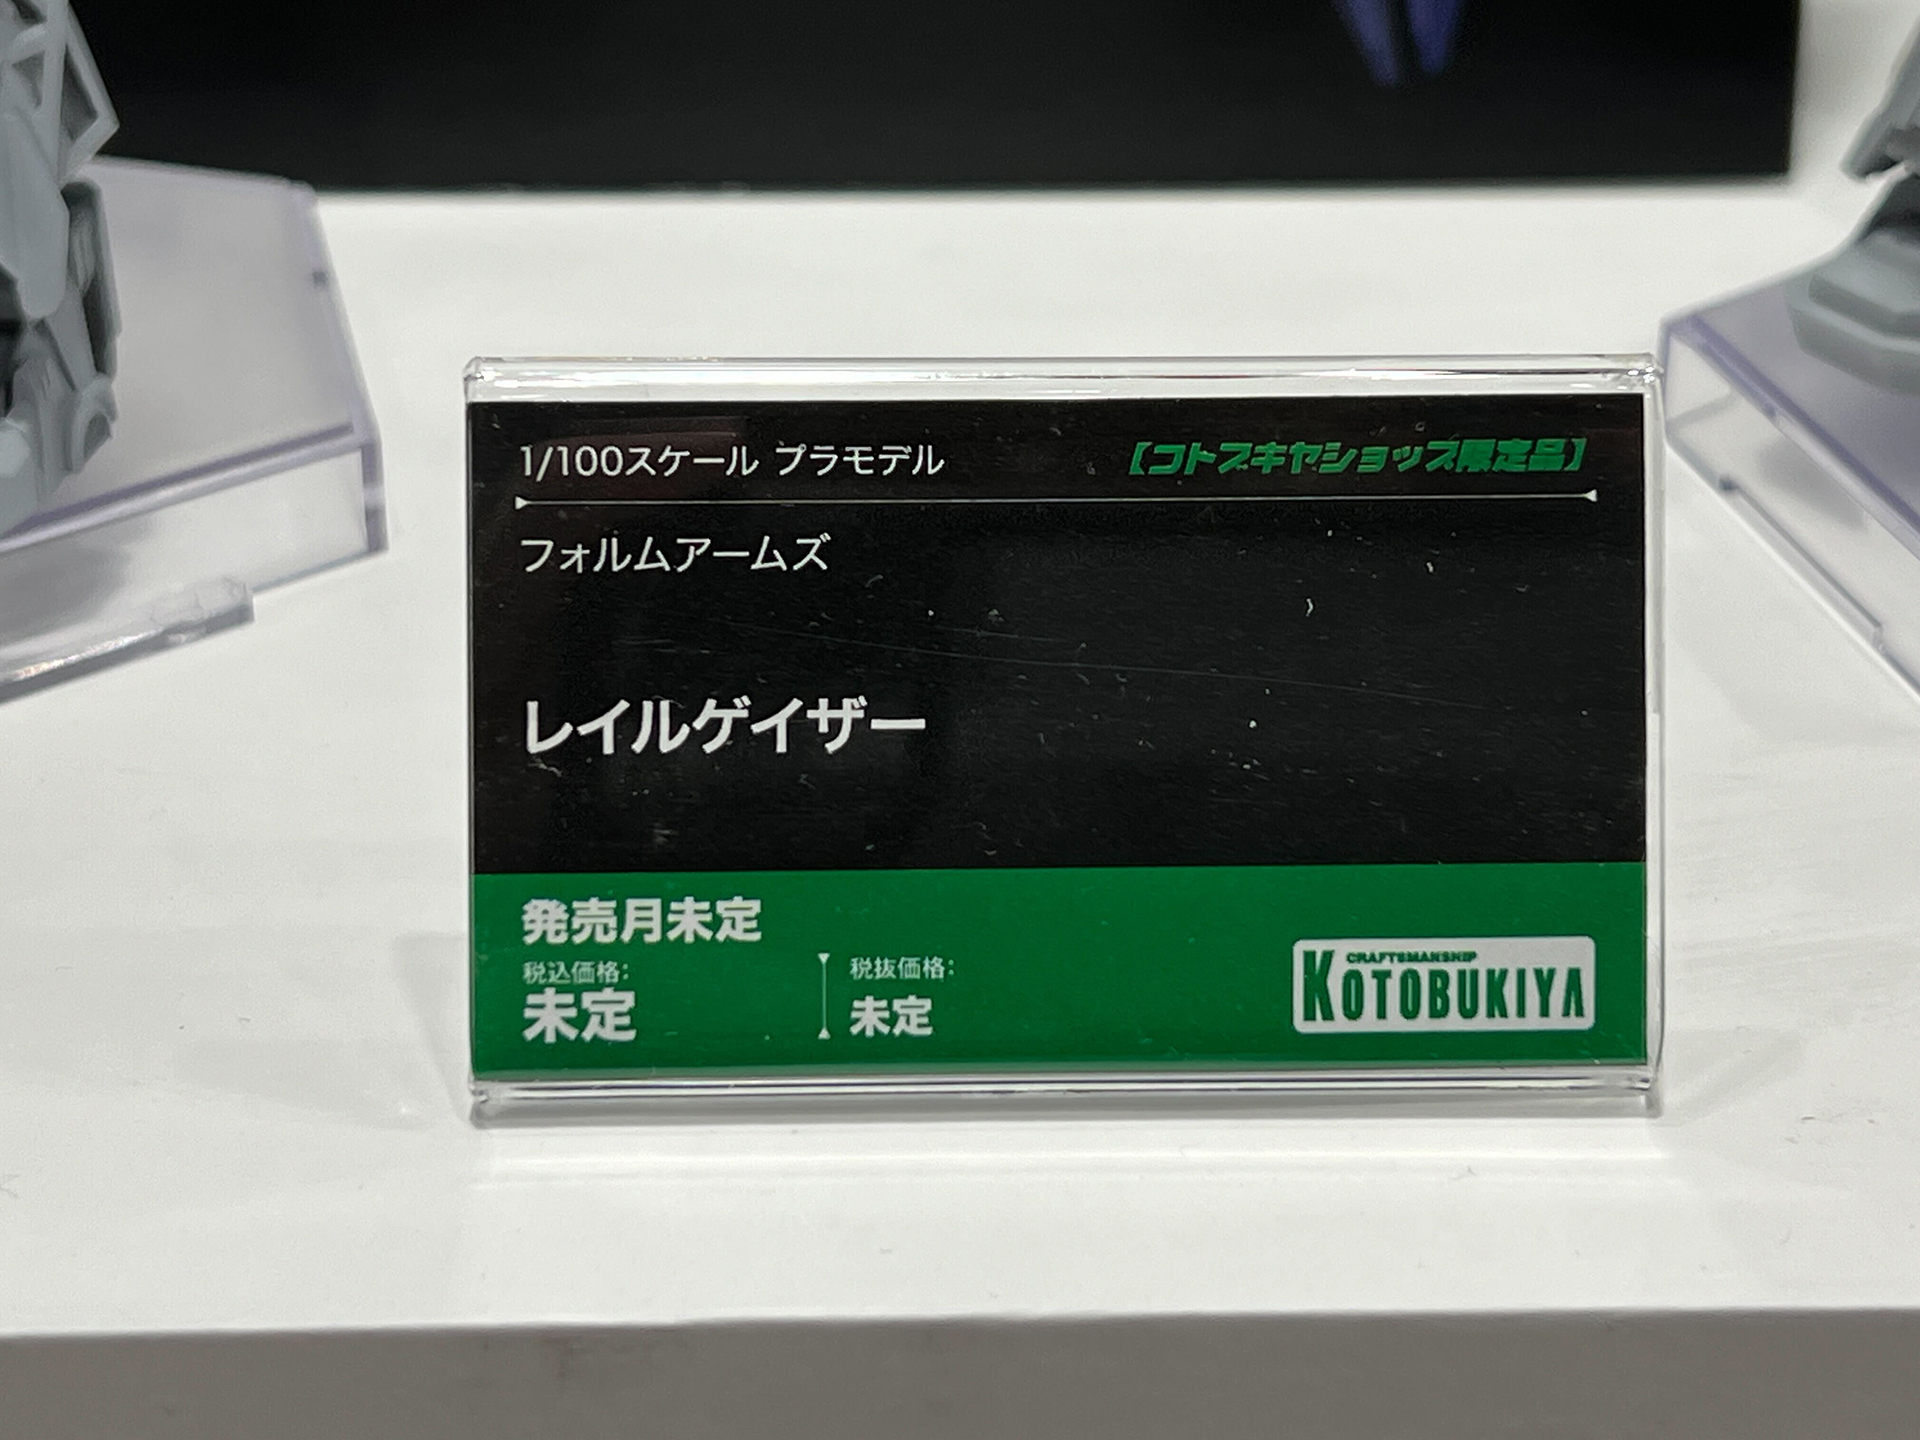 1/100スケール プラモデル
【コトブキヤショップ限定品】
フォルムアームズ
レイルゲイザー
発売月未定
税込価格:
未定
税抜価格:
未定
CRAFTSMANSHIP
KOTOBUKIYA